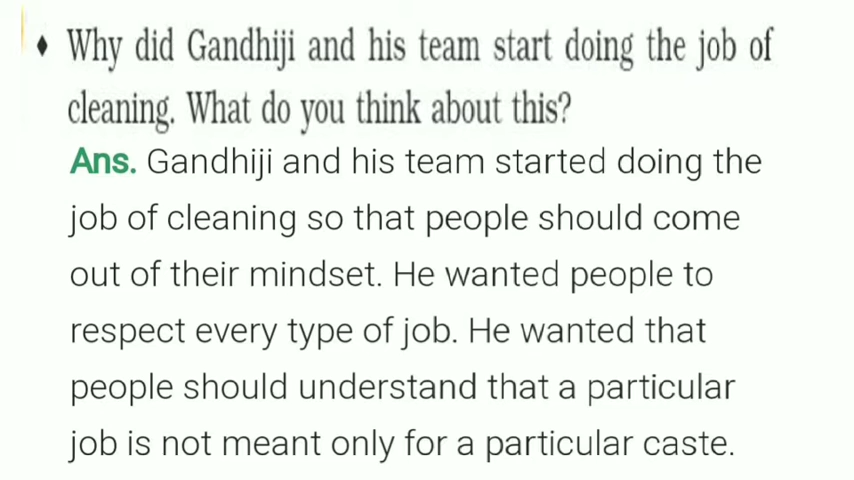 ♦ Why did Gandhiji and his team start doing the job of
cleaning. What do you think about this?
Ans. Gandhiji and his team started doing the
job of cleaning so that people should come
out of their mindset. He wanted people to
respect every type of job. He wanted that
people should understand that a particular
job is not meant only for a particular caste.